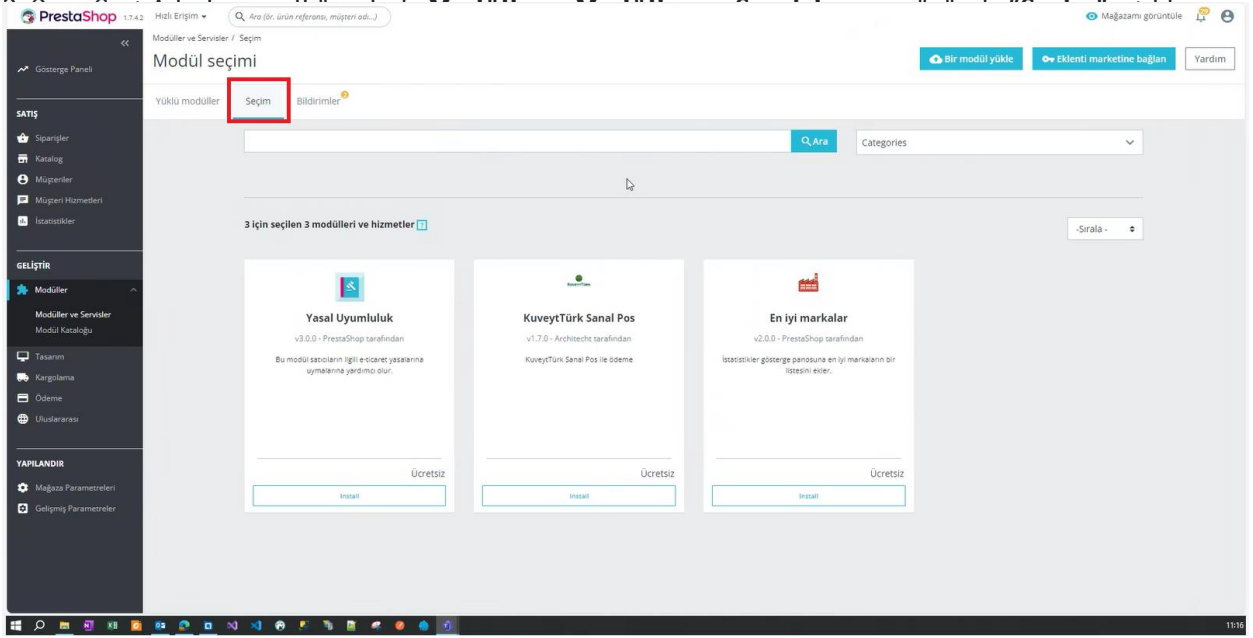 PrestaShop 1.7.4.2 Hızlı Erişim Ara (ör. ürün referansı, müşteri adı...) Mağazamı görüntüle
Modüller ve Servisler / Seçim
Modül seçimi
Bir modül yükle Eklenti marketine bağlan Yardım
Yüklü modüller Seçim Bildirimler
Gösterge Paneli
SATIŞ
Siparişler
Katalog
Müşteriler
Müşteri Hizmetleri
İstatistikler
GELİŞTİR
Modüller
Modüller ve Servisler
Modül Kataloğu
Tasarım
Kargolama
Ödeme
Uluslararası
YAPILANDIR
Mağaza Parametreleri
Gelişmiş Parametreler
Ara Categories
3 için seçilen 3 modülleri ve hizmetler ?
-Sırala -
Yasal Uyumluluk
v3.0.0 - PrestaShop tarafından
Bu modül satıcıların ilgili e-ticaret yasalarına
uymalarına yardımcı olur.
Ücretsiz
Install
KuveytTürk
KuveytTürk Sanal Pos
v1.7.0 - Architecht tarafından
KuveytTürk Sanal Pos ile ödeme
Ücretsiz
Install
En iyi markalar
v2.0.0 - PrestaShop tarafından
İstatistikler gösterge panosuna en iyi markaların bir
listesini ekler.
Ücretsiz
Install
11:16